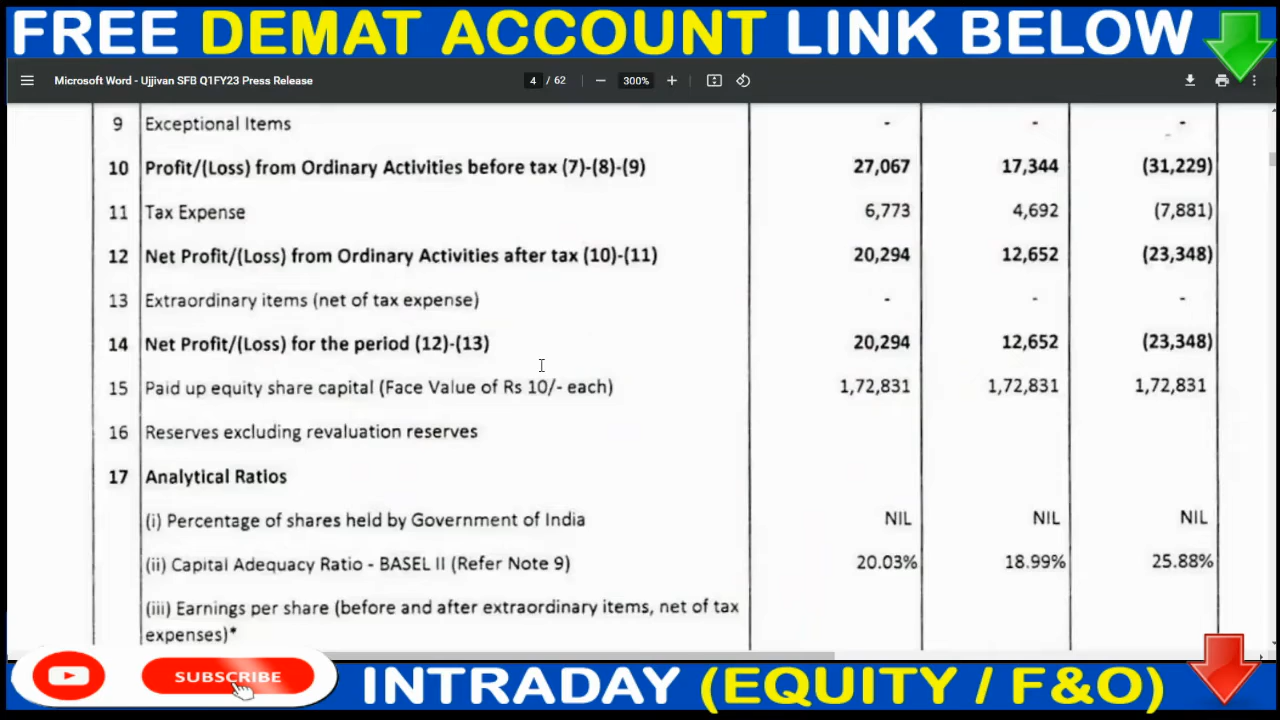 FREE DEMAT ACCOUNT LINK BELOW
Microsoft Word - Ujjivan SFB Q1FY23 Press Release 4 / 62 — 300% +
9 Exceptional Items - - -
10 Profit/(Loss) from Ordinary Activities before tax (7)-(8)-(9) 27,067 17,344 (31,229)
11 Tax Expense 6,773 4,692 (7,881)
12 Net Profit/(Loss) from Ordinary Activities after tax (10)-(11) 20,294 12,652 (23,348)
13 Extraordinary items (net of tax expense) - - -
14 Net Profit/(Loss) for the period (12)-(13) 20,294 12,652 (23,348)
15 Paid up equity share capital (Face Value of Rs 10/- each) 1,72,831 1,72,831 1,72,831
16 Reserves excluding revaluation reserves
17 Analytical Ratios
(i) Percentage of shares held by Government of India NIL NIL NIL
(ii) Capital Adequacy Ratio - BASEL II (Refer Note 9) 20.03% 18.99% 25.88%
(iii) Earnings per share (before and after extraordinary items, net of tax
expenses)*
SUBSCRIBE
INTRADAY (EQUITY / F&O)